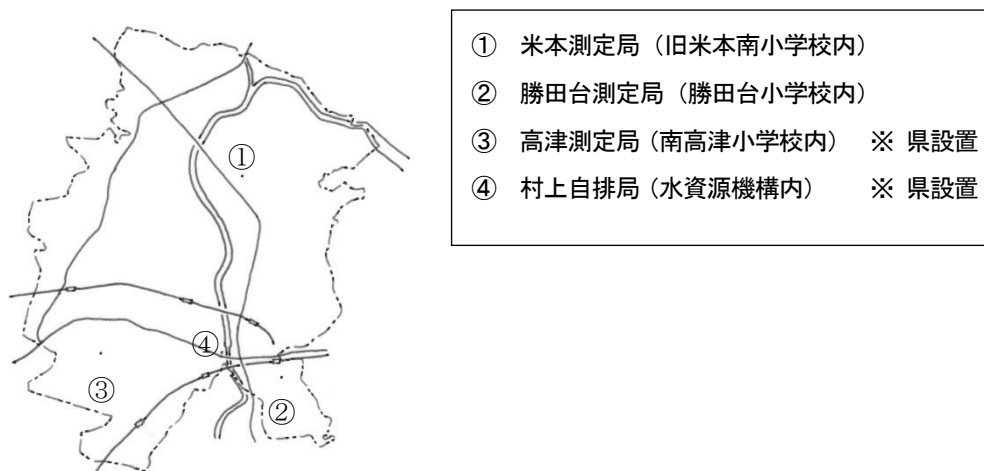 ①
④
③
②
① 米本測定局（旧米本南小学校内）
② 勝田台測定局（勝田台小学校内）
③ 高津測定局（南高津小学校内） ※ 県設置
④ 村上自排局（水資源機構内） ※ 県設置